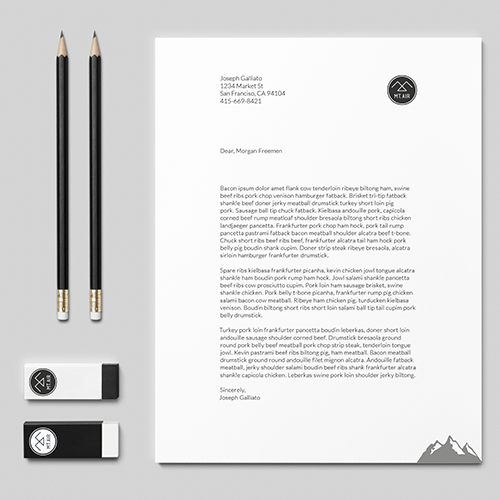 Joseph Galliato
1234 Market St
San Franciso, CA 94104
415-669-8421
MT.AIR
Dear, Morgan Freemen
Bacon ipsum dolor amet flank cow tenderloin ribeye biltong ham, swine
beef ribs pork chop venison hamburger fatback. Brisket tri-tip fatback
shankle beef doner jerky meatball drumstick turkey short loin pig
pork. Sausage ball tip chuck fatback. Kielbasa andouille pork, capicola
corned beef rump meatloaf shoulder bresaola biltong short ribs chicken
landjaeger pancetta. Frankfurter pork chop ham hock, pork tail rump
pancetta pastrami fatback bacon meatball shoulder alcatra beef t-bone.
Chuck short ribs beef ribs beef, frankfurter alcatra tail ham hock pork
belly pig boudin shank cupim. Doner strip steak ribeye bresaola, alcatra
sirloin hamburger frankfurter drumstick.
Spare ribs kielbasa frankfurter picanha, kevin chicken jowl tongue alcatra
shankle ham boudin pork rump ham hock. Jowl salami shankle pancetta
beef ribs cow prosciutto cupim. Pork loin ham sausage brisket, swine
shankle chicken. Pork belly t-bone picanha, frankfurter rump pig chicken
salami bacon cow meatball. Ribeye ham chicken pig, turducken kielbasa
venison. Boudin biltong short ribs short loin salami ball tip tail cupim pork
belly drumstick.
Turkey pork loin frankfurter pancetta boudin leberkas, doner short loin
andouille sausage shoulder corned beef. Drumstick bresaola ground
round pork belly beef meatball pork chop strip steak, tenderloin tongue
jowl. Kevin pastrami beef ribs biltong pig, ham meatball. Bacon meatball
drumstick ground round andouille filet mignon alcatra. Andouille fatback
meatball, jerky shoulder salami boudin beef ribs shank frankfurter alcatra
shankle capicola chicken. Leberkas swine pork loin shoulder jerky biltong.
Sincerely,
Joseph Galliato
MT.AIR
MT.AIR